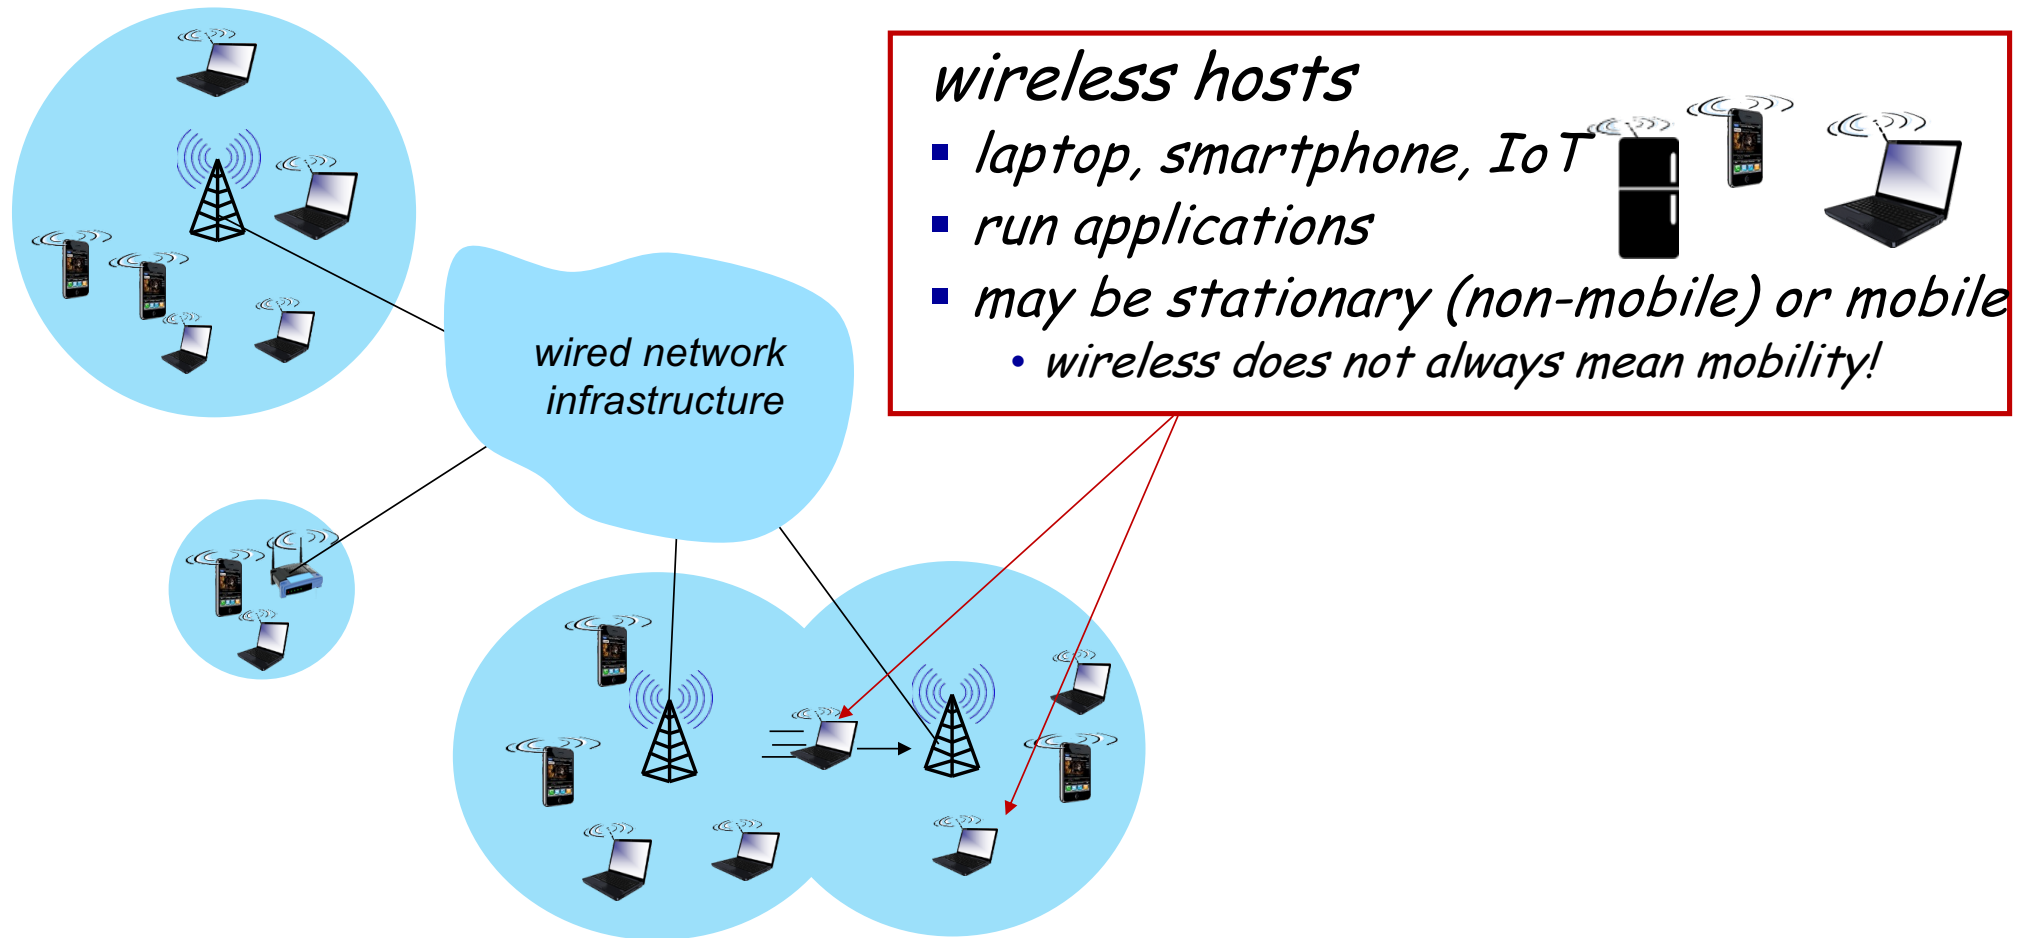 wireless hosts
laptop, smartphone, IoT
run applications
may be stationary (non-mobile) or mobile
wireless does not always mean mobility!
wired network
infrastructure